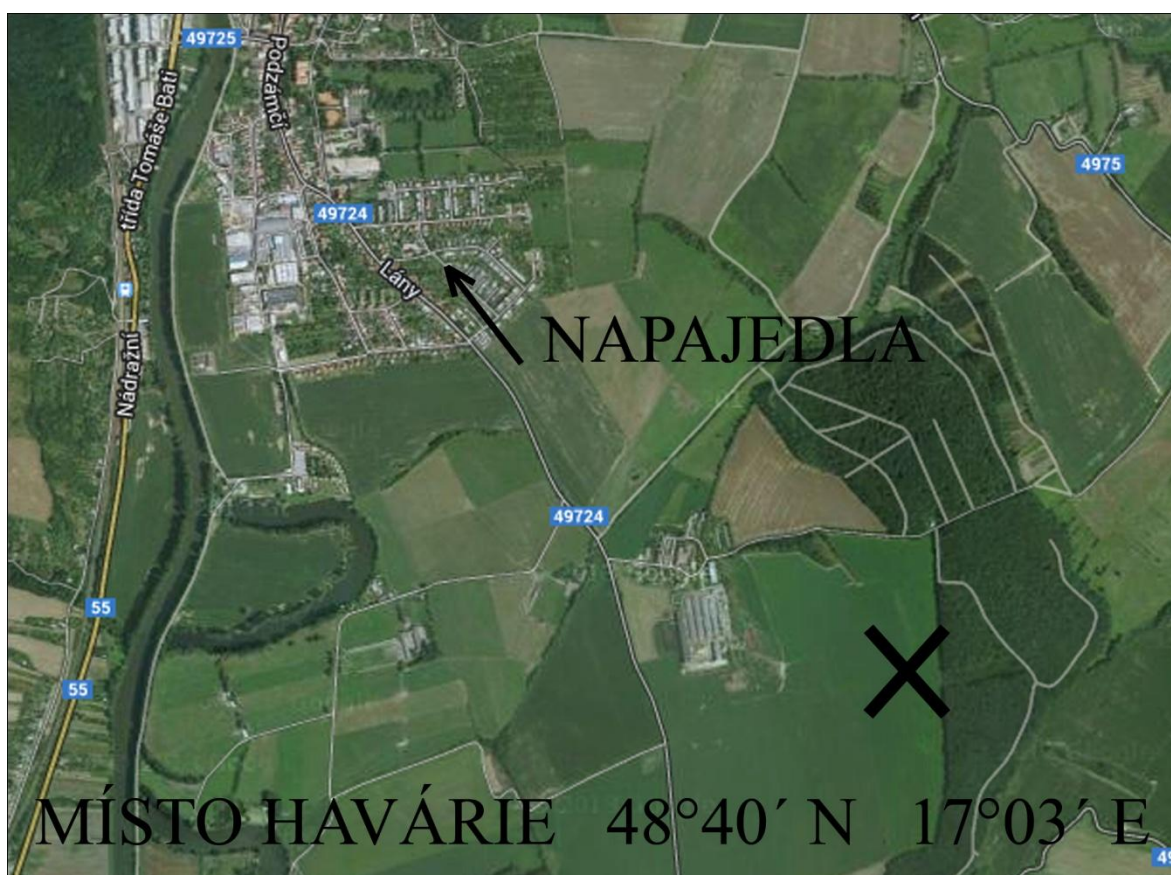 49725
Podzámčí
třída Tomáše Bati
4975
49724
Lány
NAPAJEDLA
Nádražní
49724
55
55
MÍSTO HAVÁRIE 48°40´ N 17°03´ E